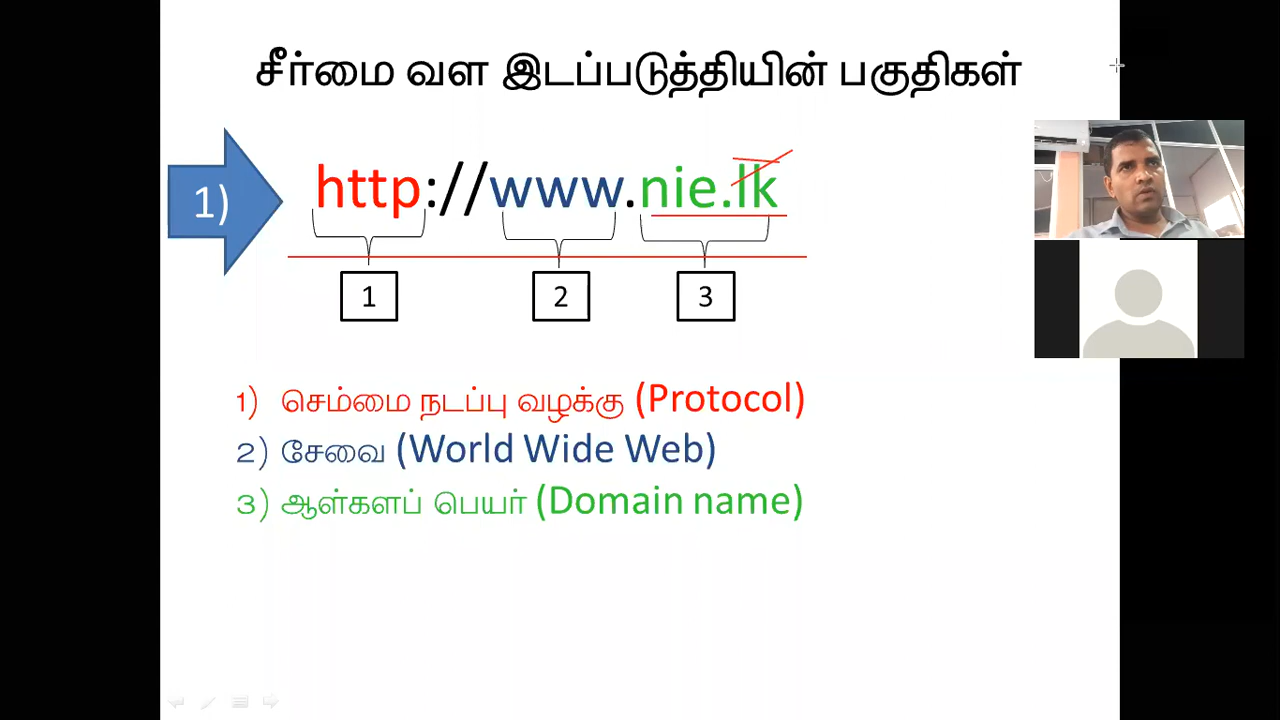 சீர்மை வள இடப்படுத்தியின் பகுதிகள்
1) http://www.nie.lk
1 2 3
1) செம்மை நடப்பு வழக்கு (Protocol)
2) சேவை (World Wide Web)
3) ஆள்களப் பெயர் (Domain name)